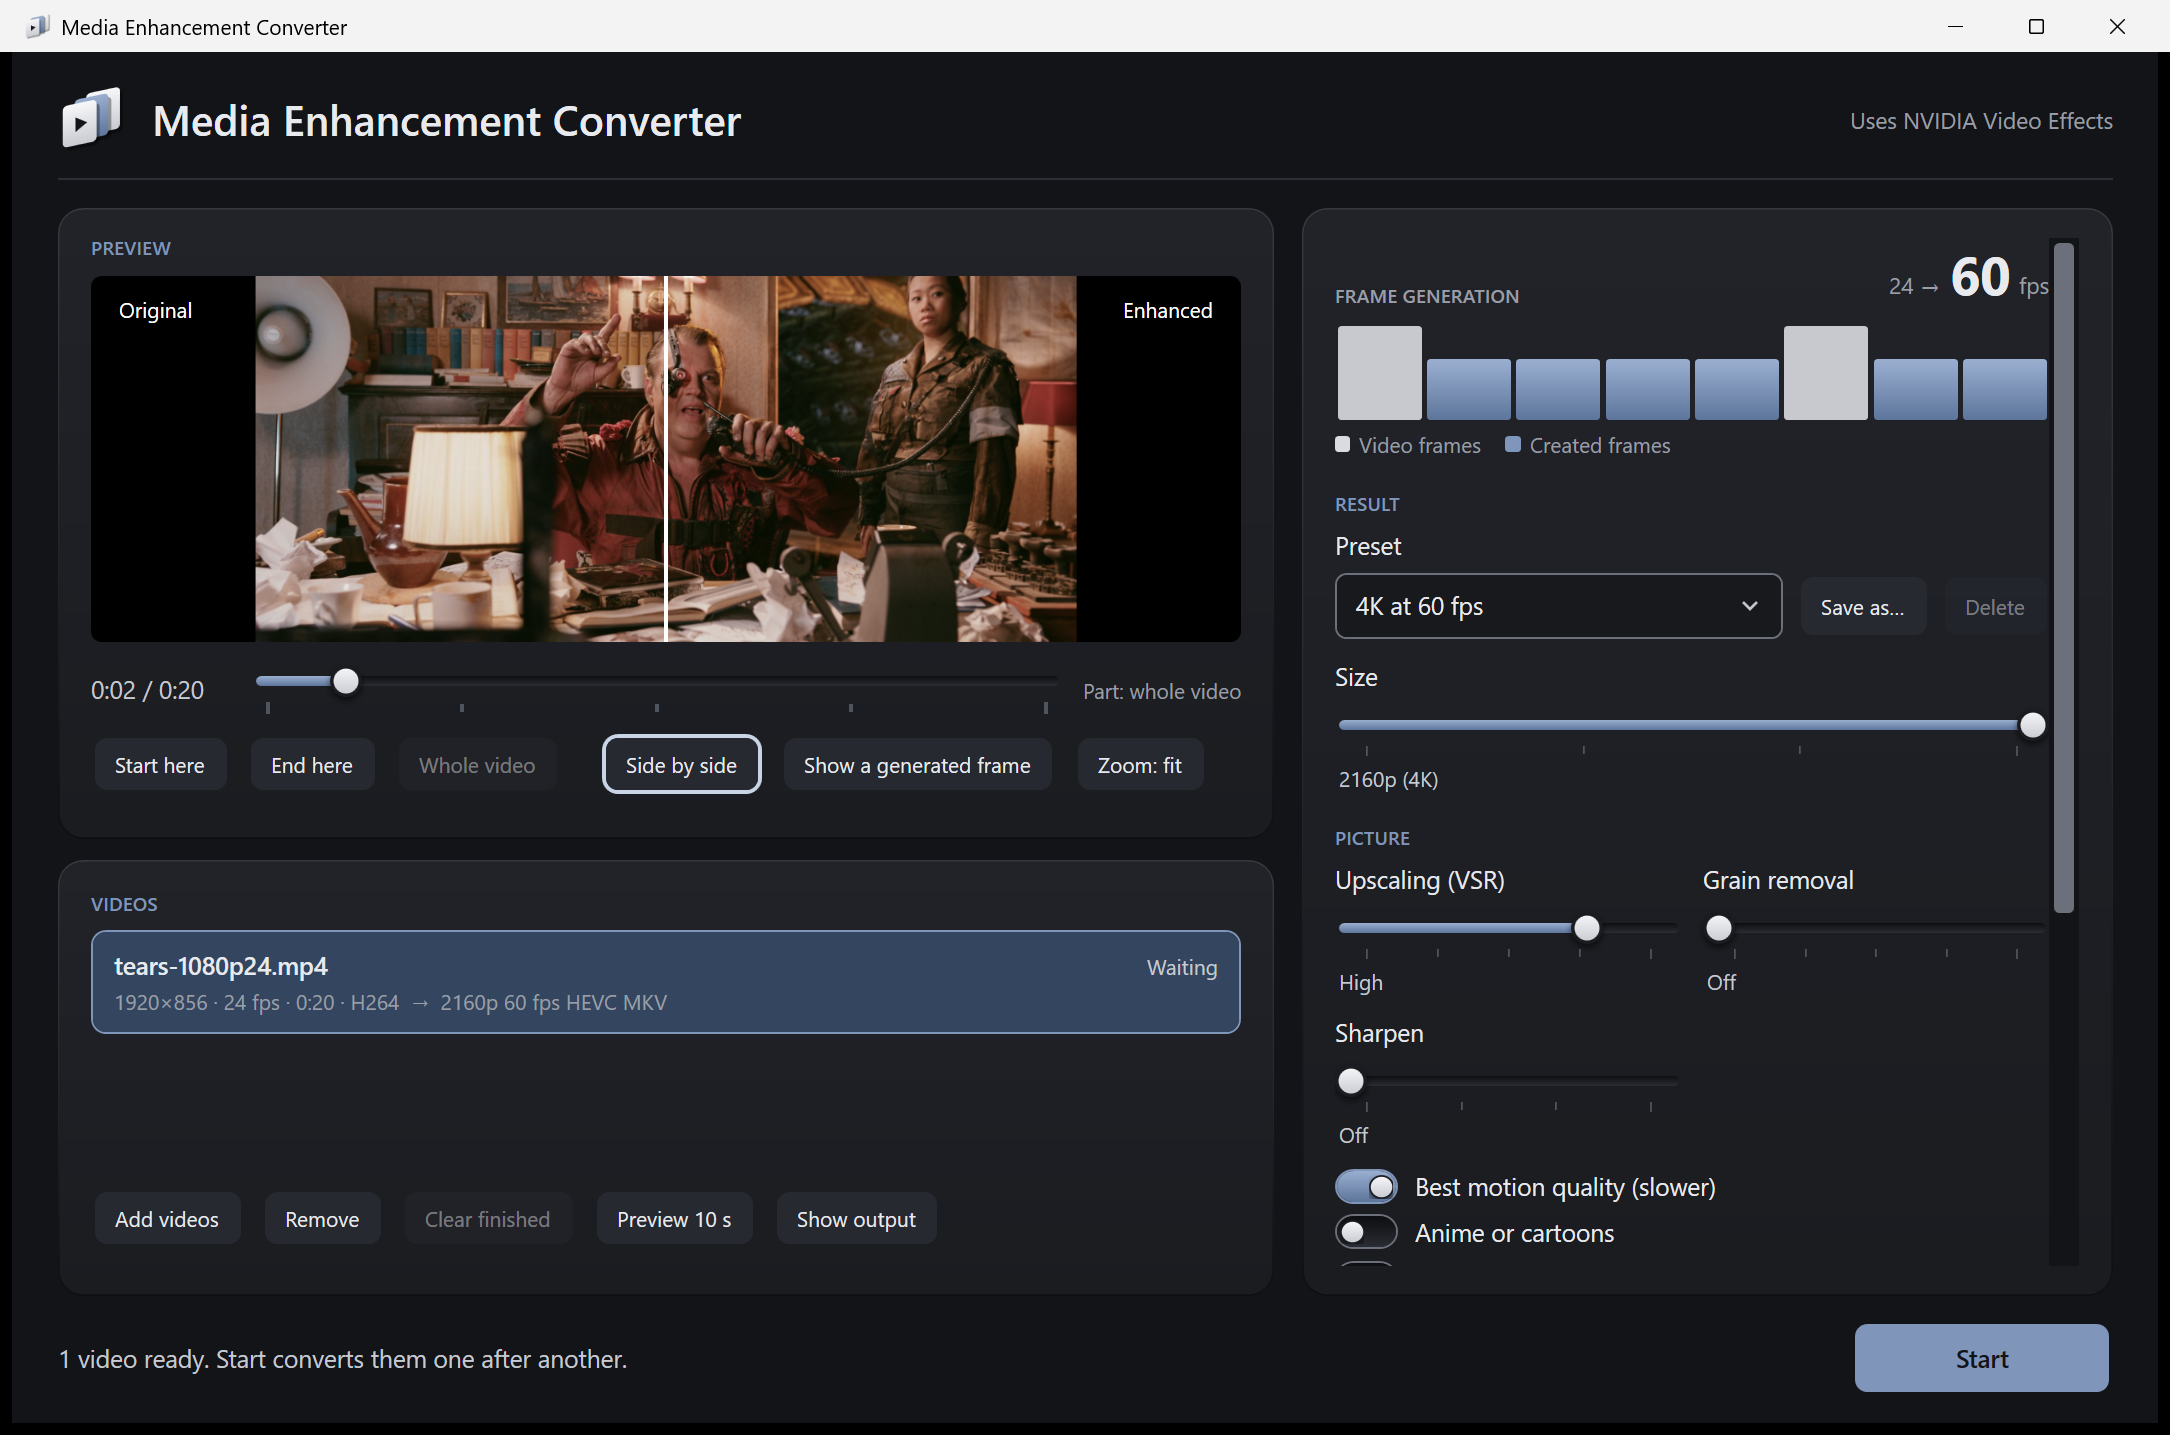 Media Enhancement Converter
Media Enhancement Converter
Uses NVIDIA Video Effects
PREVIEW
Original
Enhanced
0:02 / 0:20
Part: whole video
Start here
End here
Whole video
Side by side
Show a generated frame
Zoom: fit
VIDEOS
tears-1080p24.mp4
Waiting
1920×856 · 24 fps · 0:20 · H264 → 2160p 60 fps HEVC MKV
Add videos
Remove
Clear finished
Preview 10 s
Show output
FRAME GENERATION
24 → 60 fps
Video frames
Created frames
RESULT
Preset
4K at 60 fps
Save as...
Delete
Size
2160p (4K)
PICTURE
Upscaling (VSR)
Grain removal
High
Off
Sharpen
Off
Best motion quality (slower)
Anime or cartoons
1 video ready. Start converts them one after another.
Start